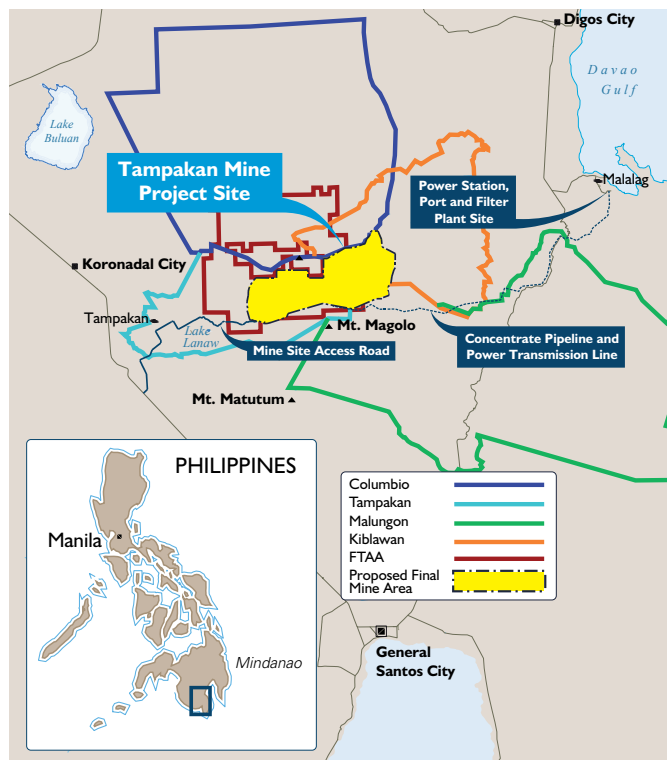 Digos City
Davao
Gulf
Lake
Buluan
Tampakan Mine
Project Site
Power Station,
Port and Filter
Plant Site
Malalag
Koronadal City
Tampakan
Lake
Lanaw
Mt. Magolo
Mine Site Access Road
Concentrate Pipeline and
Power Transmission Line
Mt. Matutum
PHILIPPINES
Manila
Mindanao
Columbio
Tampakan
Malungon
Kiblawan
FTAA
Proposed Final
Mine Area
General
Santos City